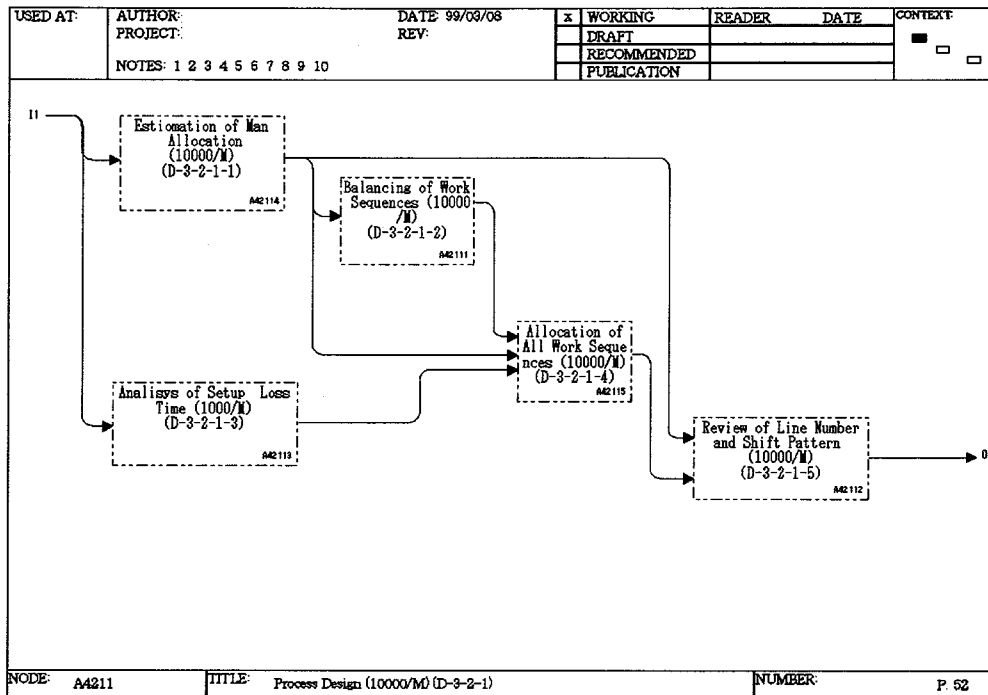 USED AT:
AUTHOR:
DATE: 99/03/08
PROJECT:
REV:
NOTES: 1 2 3 4 5 6 7 8 9 10
x WORKING
DRAFT
RECOMMENDED
PUBLICATION
READER DATE
CONTEXT:
I1
Estiomation of Man
Allocation
(10000/M)
(D-3-2-1-1)
A42114
Balancing of Work
Sequences (10000
/M)
(D-3-2-1-2)
A42111
Allocation of
All Work Seque
nces (10000/M)
(D-3-2-1-4)
A42115
Analisys of Setup Loss
Time (1000/M)
(D-3-2-1-3)
A42113
Review of Line Number
and Shift Pattern
(10000/M)
(D-3-2-1-5)
A42112
NODE: A4211
TITLE: Process Design (10000/M) (D-3-2-1)
NUMBER: P. 52